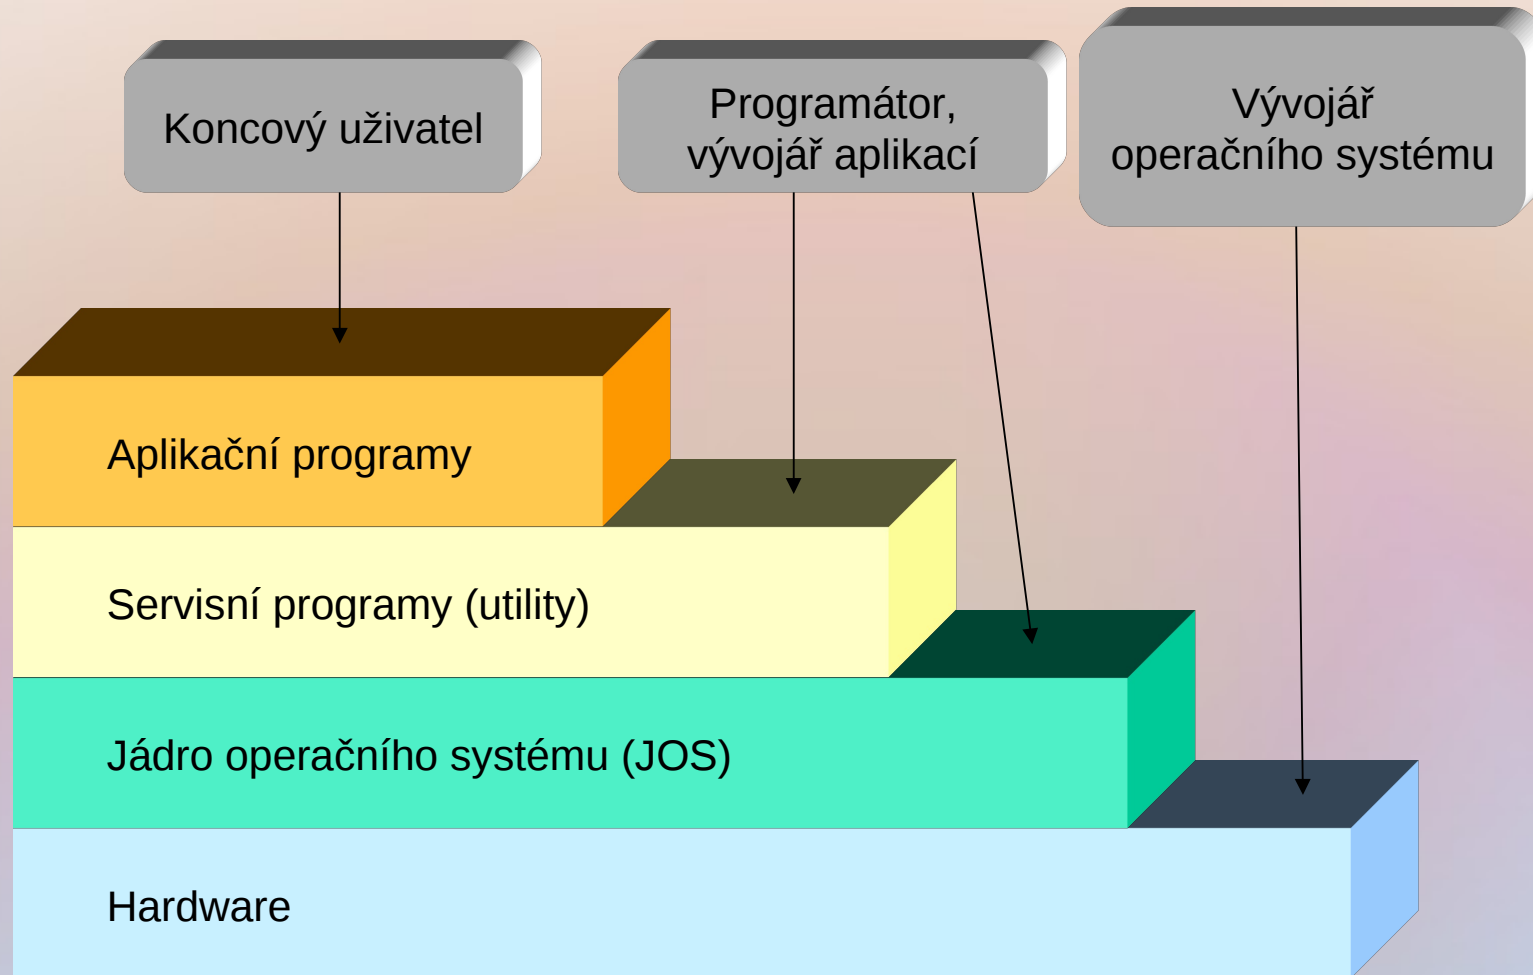 Koncový uživatel
Programátor,
vývojář aplikací
Vývojář
operačního systému
Aplikační programy
Servisní programy (utility)
Jádro operačního systému (JOS)
Hardware